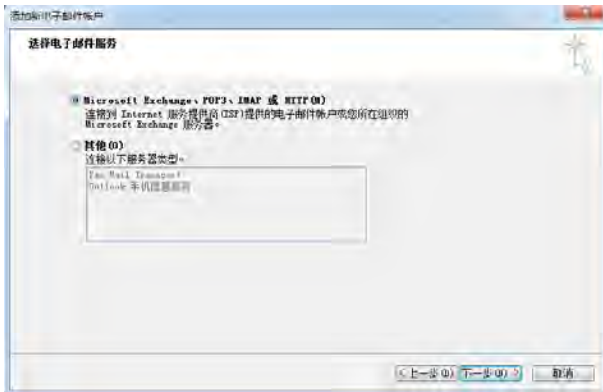 添加新电子邮件帐户
选择电子邮件服务
Microsoft Exchange、POP3、IMAP 或 HTTP(M)
连接到 Internet 服务提供商(ISP)提供的电子邮件帐户或您所在组织的
Microsoft Exchange 服务器。
其他(O)
连接以下服务器类型。
Fax Mail Transport
Outlook 手机信息服务
<上一步(B)
下一步(N)>
取消